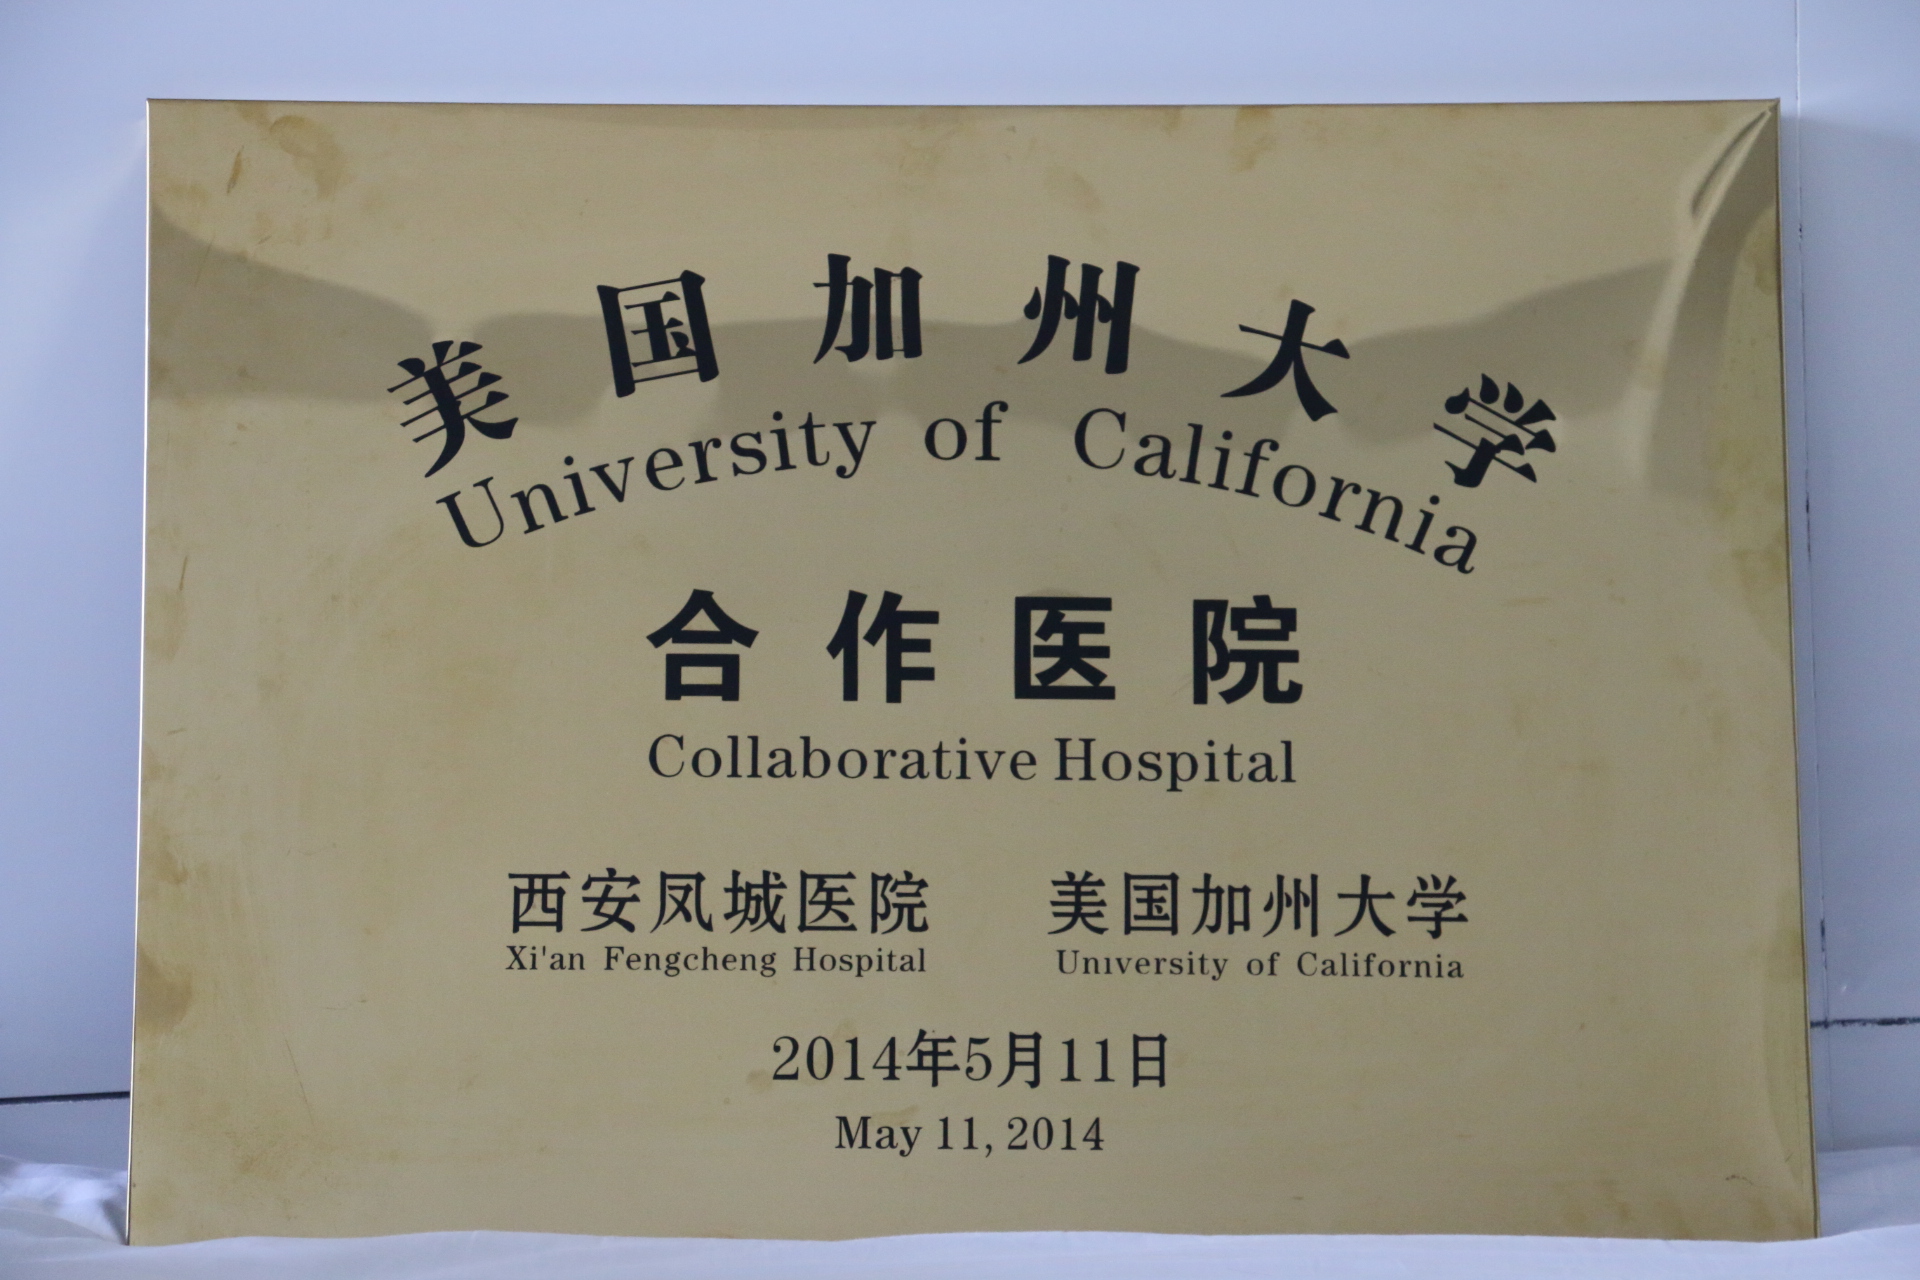 美国加州大学
University of California
合作医院
Collaborative Hospital
西安凤城医院 美国加州大学
Xi'an Fengcheng Hospital University of California
2014年5月11日
May 11, 2014